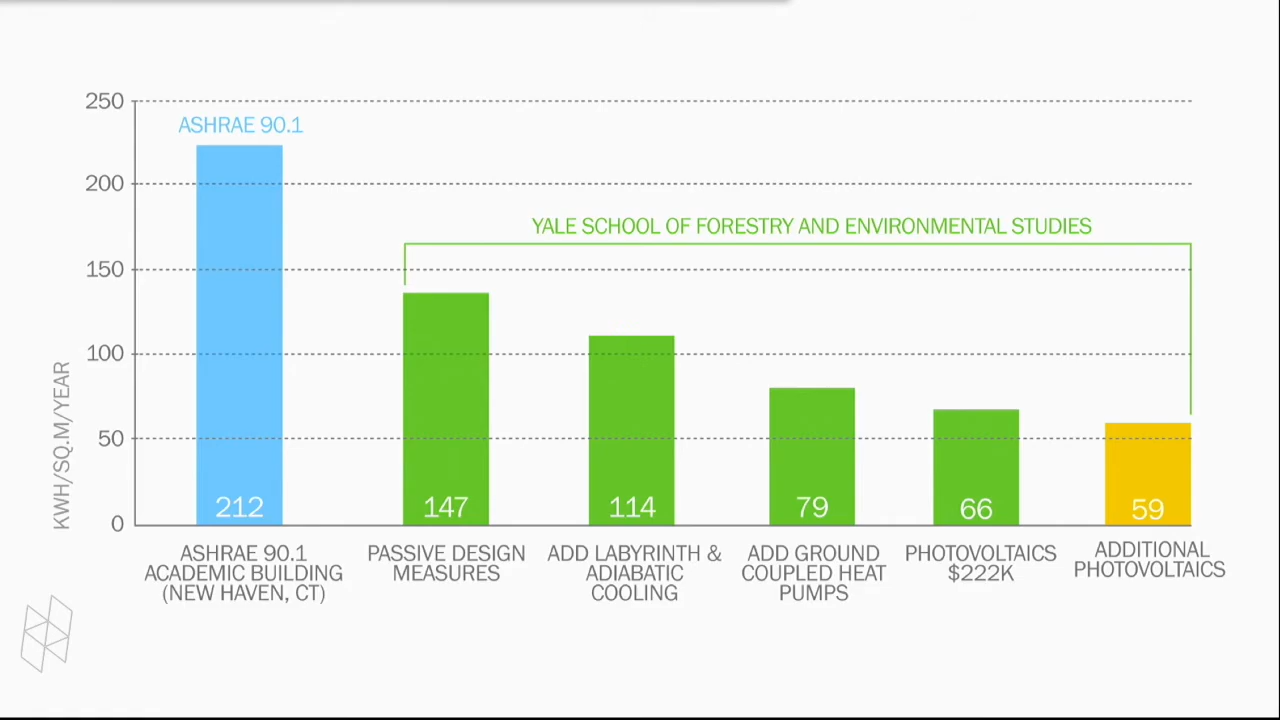 250
ASHRAE 90.1
200
YALE SCHOOL OF FORESTRY AND ENVIRONMENTAL STUDIES
150
100
50
0
KWH/SQ.M/YEAR
212
147
114
79
66
59
ASHRAE 90.1
ACADEMIC BUILDING
(NEW HAVEN, CT)
PASSIVE DESIGN
MEASURES
ADD LABYRINTH &
ADIABATIC
COOLING
ADD GROUND
COUPLED HEAT
PUMPS
PHOTOVOLTAICS
$222K
ADDITIONAL
PHOTOVOLTAICS